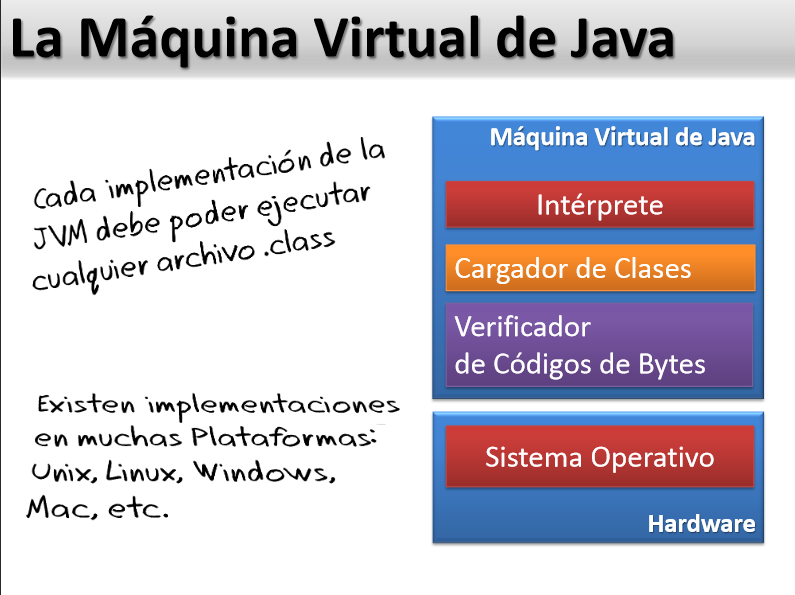 La Máquina Virtual de Java
Cada implementación de la
JVM debe poder ejecutar
cualquier archivo .class
Existen implementaciones
en muchas Plataformas:
Unix, Linux, Windows,
Mac, etc.
Máquina Virtual de Java
Intérprete
Cargador de Clases
Verificador
de Códigos de Bytes
Sistema Operativo
Hardware